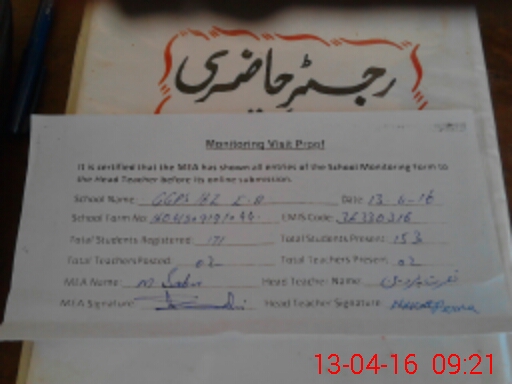 رجسٹر حاضری
Monitoring Visit Proof
It is certified that the MEA has shown all entries of the School Monitoring Form to
the Head Teacher before its online submission.
School Name: GGPS 112 E.B Date: 13-4-16
School Form No: EMIS Code: 36330316
Total Students Registered: 171 Total Students Present: 153
Total Teachers Posted: 02 Total Teachers Present: 02
MEA Name: M. Head Teacher Name:
MEA Signature: Head Teacher Signature:
13-04-16 09:21